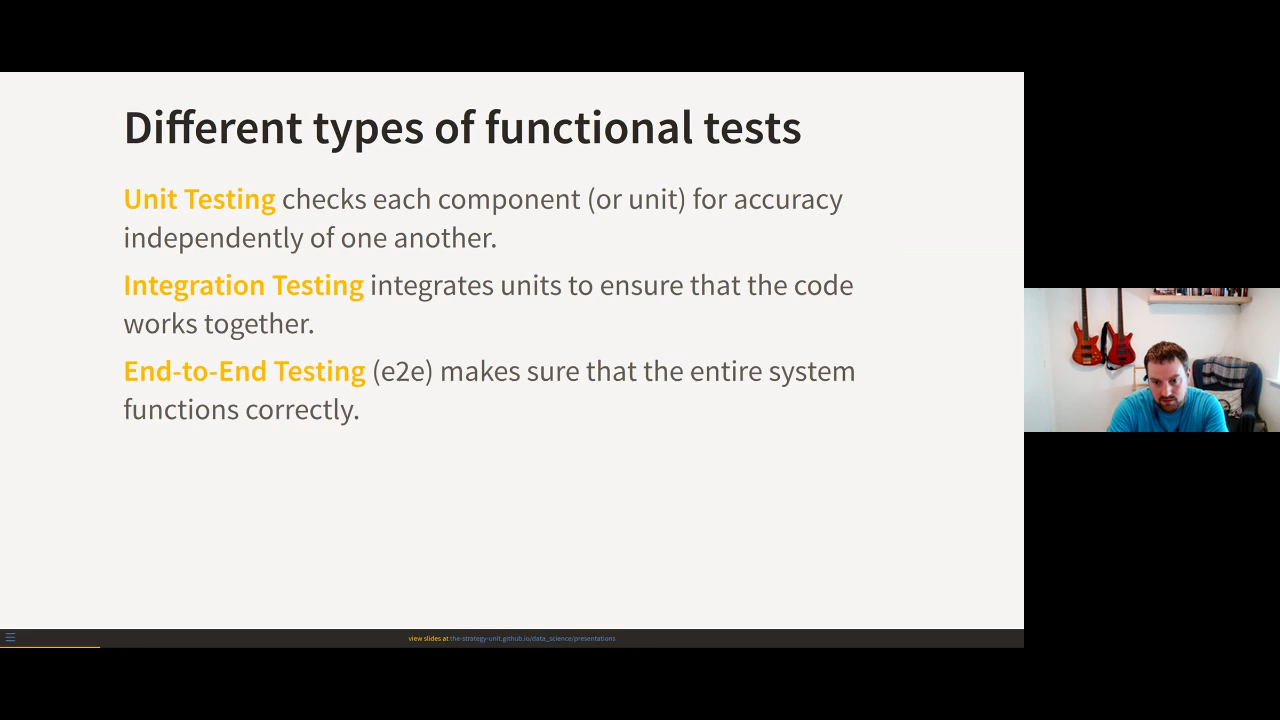 Different types of functional tests
Unit Testing checks each component (or unit) for accuracy
independently of one another.
Integration Testing integrates units to ensure that the code
works together.
End-to-End Testing (e2e) makes sure that the entire system
functions correctly.
view slides at the-strategy-unit.github.io/data_science/presentations